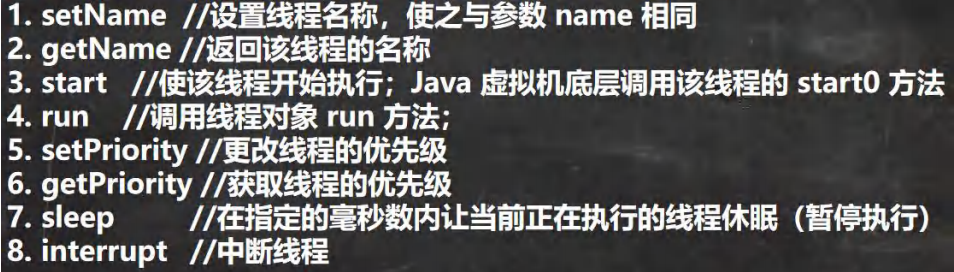 1. setName //设置线程名称，使之与参数 name 相同
2. getName //返回该线程的名称
3. start //使该线程开始执行；Java 虚拟机底层调用该线程的 start0 方法
4. run //调用线程对象 run 方法；
5. setPriority //更改线程的优先级
6. getPriority //获取线程的优先级
7. sleep //在指定的毫秒数内让当前正在执行的线程休眠（暂停执行）
8. interrupt //中断线程